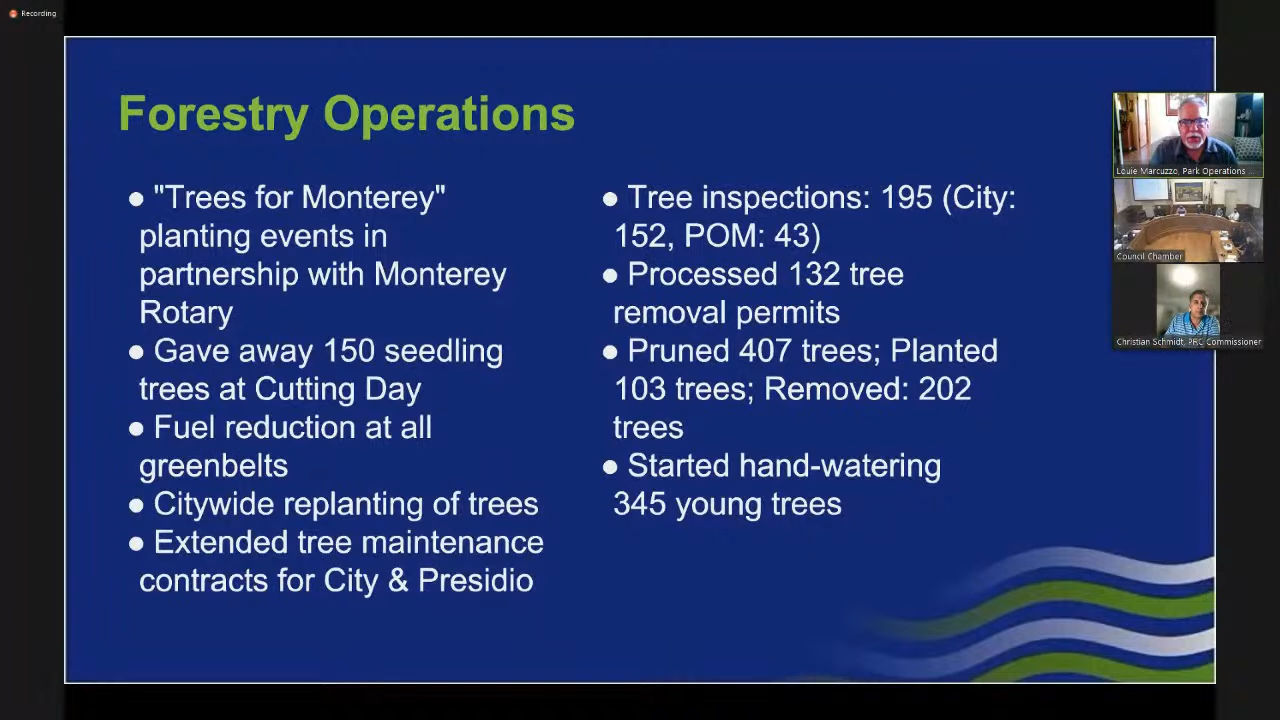 Recording
Forestry Operations
● "Trees for Monterey"
planting events in
partnership with Monterey
Rotary
● Gave away 150 seedling
trees at Cutting Day
● Fuel reduction at all
greenbelts
● Citywide replanting of trees
● Extended tree maintenance
contracts for City & Presidio
● Tree inspections: 195 (City:
152, POM: 43)
● Processed 132 tree
removal permits
● Pruned 407 trees; Planted
103 trees; Removed: 202
trees
● Started hand-watering
345 young trees
Louie Marcuzzo, Park Operations ...
Council Chamber
Christian Schmidt, PRC Commissioner